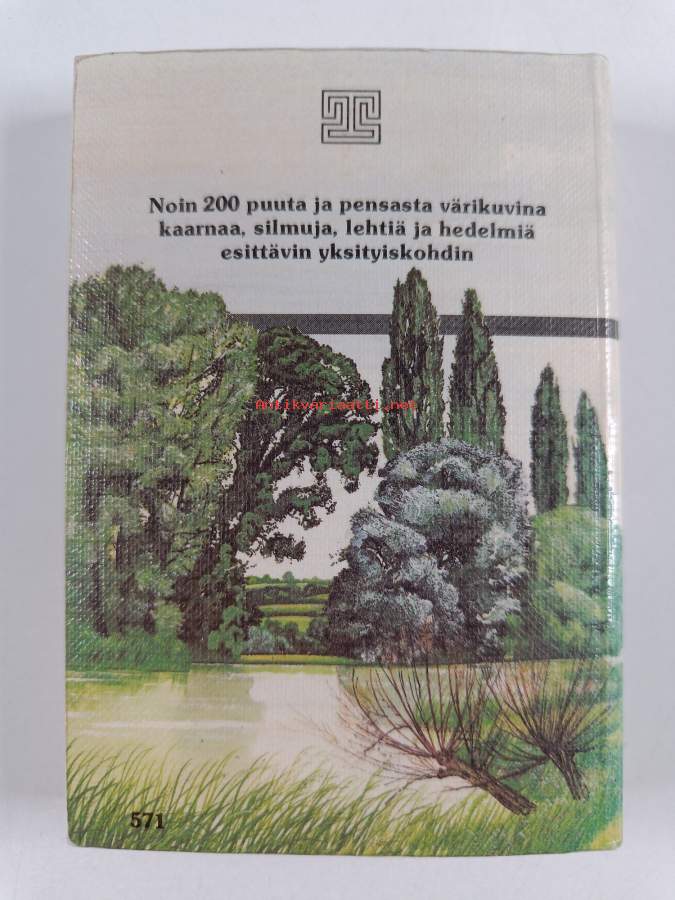 Noin 200 puuta ja pensasta värikuvina
kaarnaa, silmuja, lehtiä ja hedelmiä
esittävin yksityiskohdin
Antikvariaatti.net
571